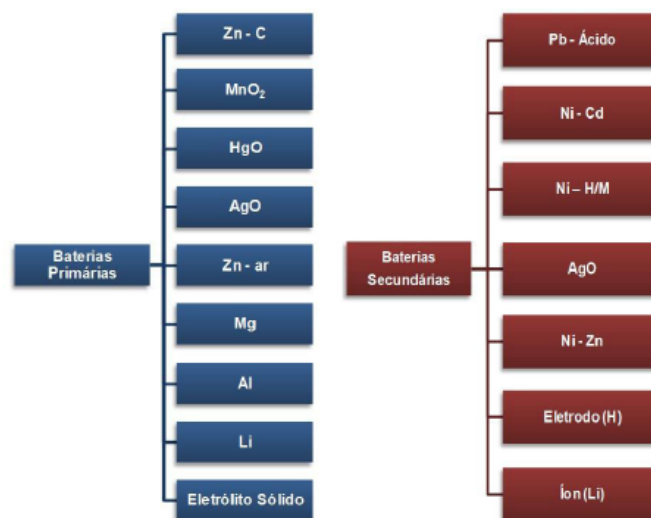 Baterias
Primárias
Zn - C
MnO₂
HgO
AgO
Zn - ar
Mg
Al
Li
Eletrólito Sólido
Baterias
Secundárias
Pb - Ácido
Ni - Cd
Ni – H/M
AgO
Ni - Zn
Eletrodo (H)
Íon (Li)